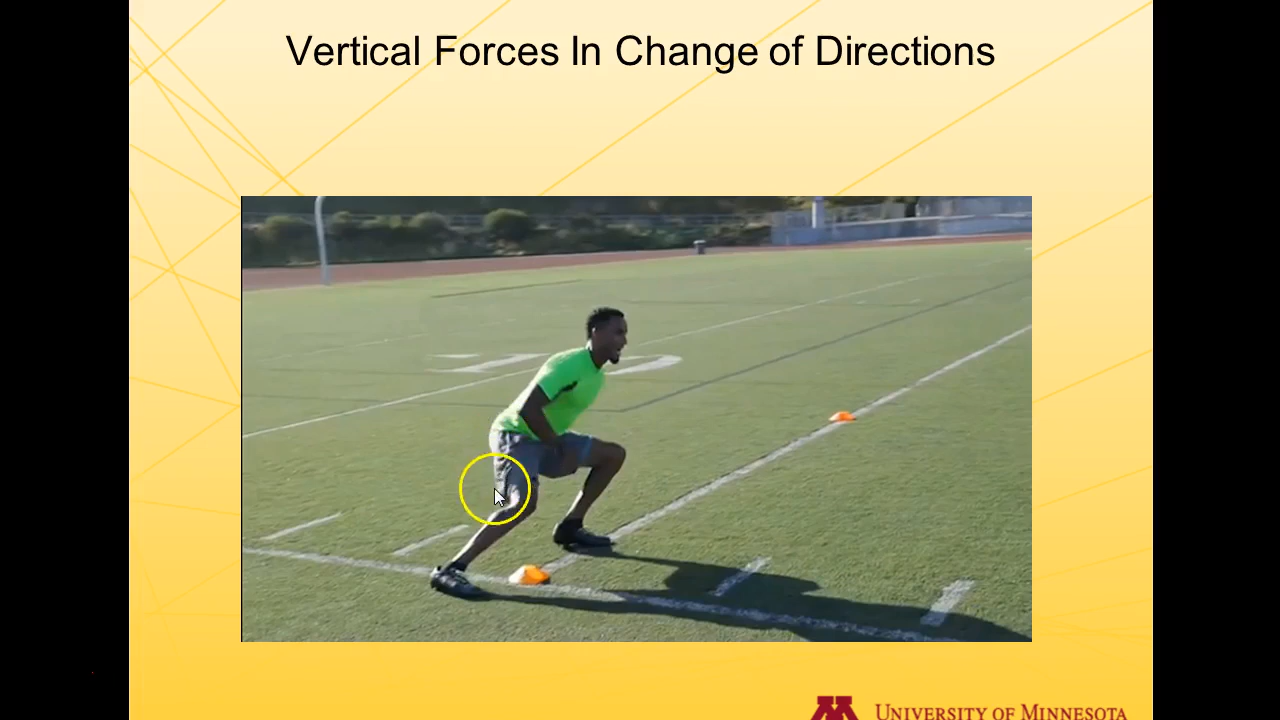 Vertical Forces In Change of Directions
M UNIVERSITY OF MINNESOTA